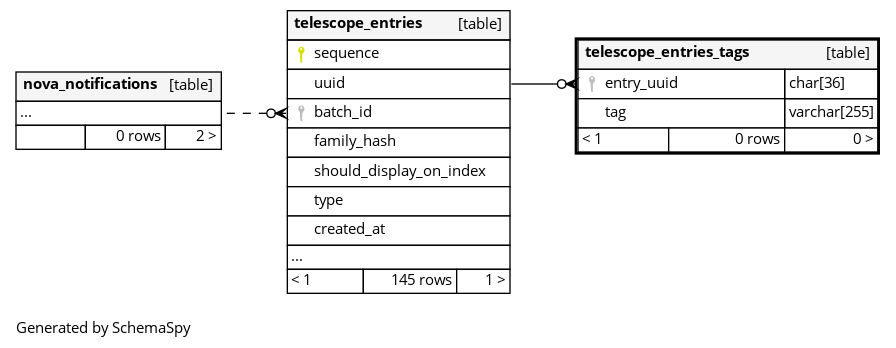 nova_notifications [table]
...
0 rows 2 >
telescope_entries [table]
sequence
uuid
batch_id
family_hash
should_display_on_index
type
created_at
...
< 1 145 rows 1 >
telescope_entries_tags [table]
entry_uuid char[36]
tag varchar[255]
< 1 0 rows 0 >
Generated by SchemaSpy